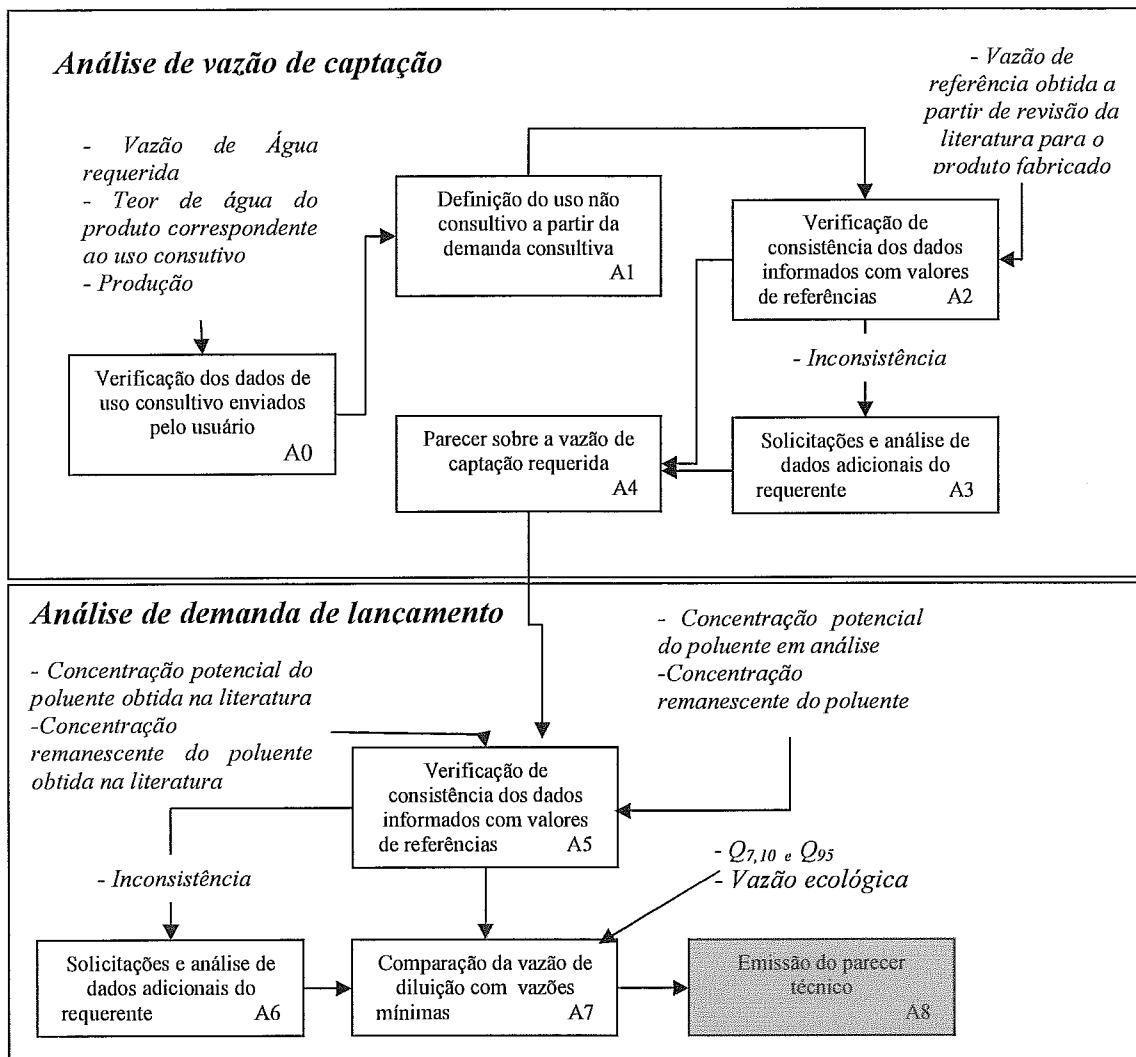 Análise de vazão de captação
- Vazão de
referência obtida a
partir de revisão da
literatura para o
produto fabricado
- Vazão de Água
requerida
- Teor de água do
produto correspondente
ao uso consutivo
- Produção
Definição do uso não
consultivo a partir da
demanda consultiva
A1
Verificação de
consistência dos dados
informados com valores
de referências A2
- Inconsistência
Verificação dos dados de
uso consultivo enviados
pelo usuário
A0
Parecer sobre a vazão de
captação requerida
A4
Solicitações e análise de
dados adicionais do
requerente A3
Análise de demanda de lançamento
- Concentração potencial
do poluente em análise
-Concentração
remanescente do poluente
- Concentração potencial do
poluente obtida na literatura
-Concentração
remanescente do poluente
obtida na literatura
Verificação de
consistência dos dados
informados com valores
de referências A5
- Inconsistência
- Q7,10 e Q95
- Vazão ecológica
Solicitações e análise de
dados adicionais do
requerente A6
Comparação da vazão de
diluição com vazões
mínimas A7
Emissão do parecer
técnico
A8